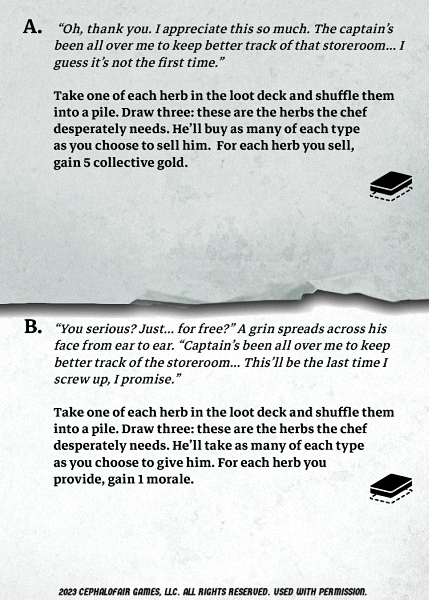 A. “Oh, thank you. I appreciate this so much. The captain’s
been all over me to keep better track of that storeroom... I
guess it’s not the first time.”
Take one of each herb in the loot deck and shuffle them
into a pile. Draw three: these are the herbs the chef
desperately needs. He’ll buy as many of each type
as you choose to sell him. For each herb you sell,
gain 5 collective gold.
B. “You serious? Just... for free?” A grin spreads across his
face from ear to ear. “Captain’s been all over me to keep
better track of the storeroom... This’ll be the last time I
screw up, I promise.”
Take one of each herb in the loot deck and shuffle them
into a pile. Draw three: these are the herbs the chef
desperately needs. He’ll take as many of each type
as you choose to give him. For each herb you
provide, gain 1 morale.
2023 CEPHALOFAIR GAMES, LLC. ALL RIGHTS RESERVED. USED WITH PERMISSION.